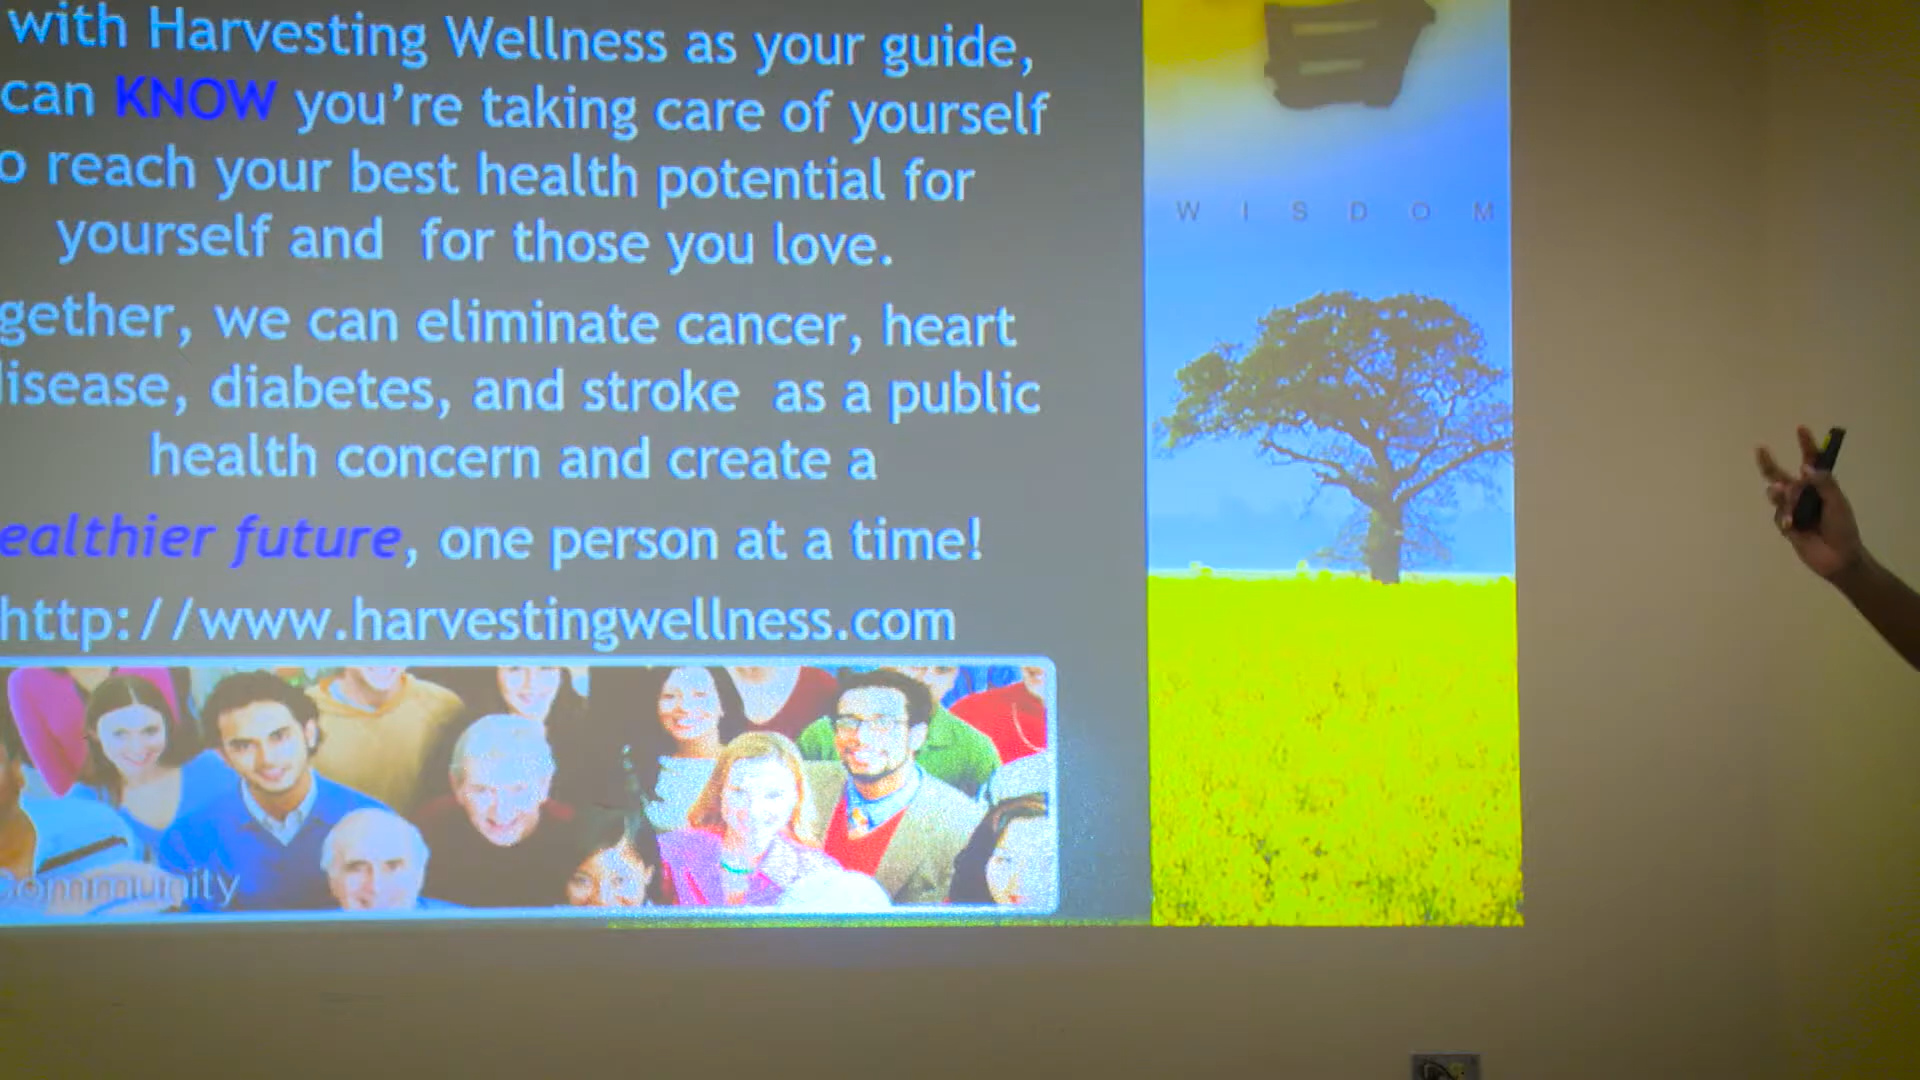 with Harvesting Wellness as your guide,
can KNOW you're taking care of yourself
o reach your best health potential for
yourself and for those you love.
gether, we can eliminate cancer, heart
isease, diabetes, and stroke as a public
health concern and create a
ealthier future, one person at a time!
http://www.harvestingwellness.com
Community
WISDOM